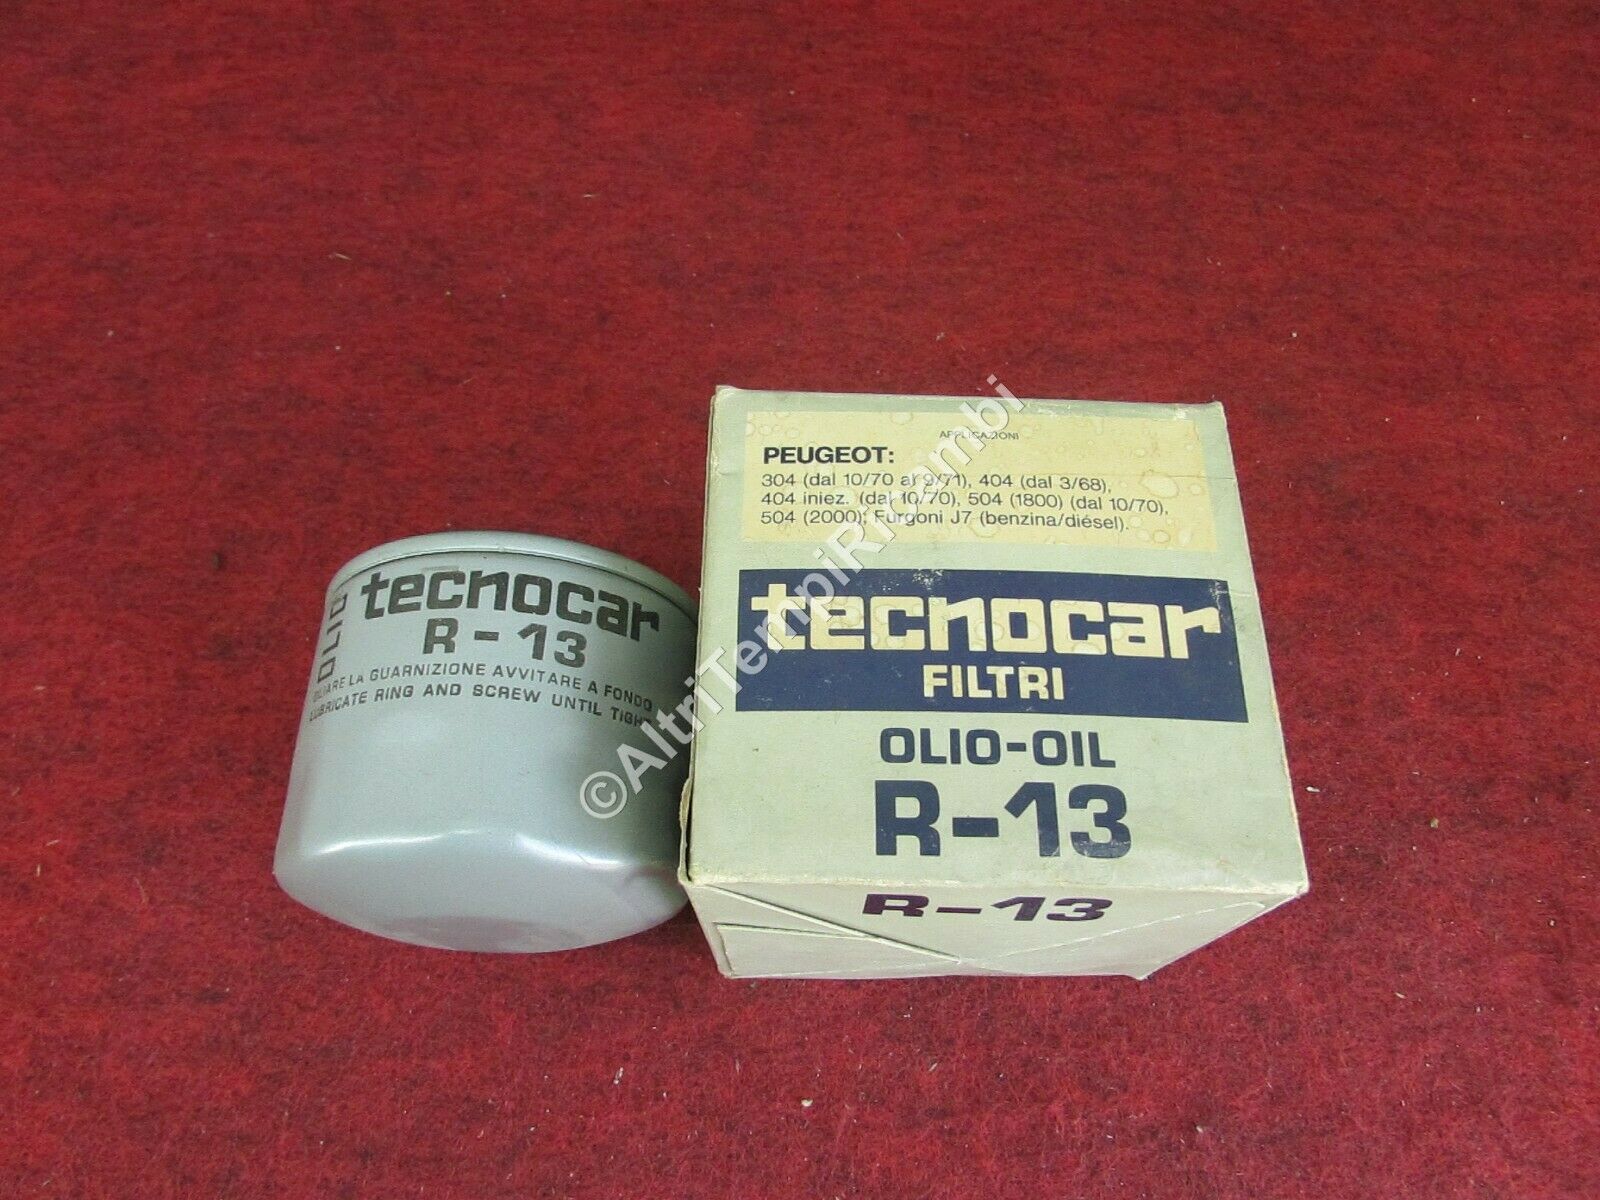 OLIO
tecnocar
R-13
OLIARE LA GUARNIZIONE AVVITARE A FONDO
LUBRICATE RING AND SCREW UNTIL TIGHT
APPLICAZIONI
PEUGEOT:
304 (dal 10/70 al 9/71), 404 (dal 3/68),
404 iniez. (dal 10/70), 504 (1800) (dal 10/70),
504 (2000); Furgoni J7 (benzina/diésel).
tecnocar
FILTRI
OLIO-OIL
R-13
R-13
©AltriTempiRicambi